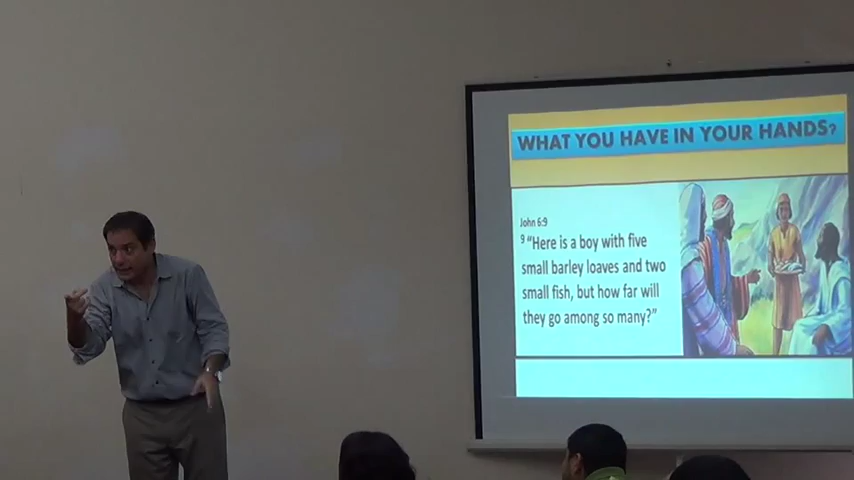 WHAT YOU HAVE IN YOUR HANDS?
John 6:9
9 "Here is a boy with five
small barley loaves and two
small fish, but how far will
they go among so many?"